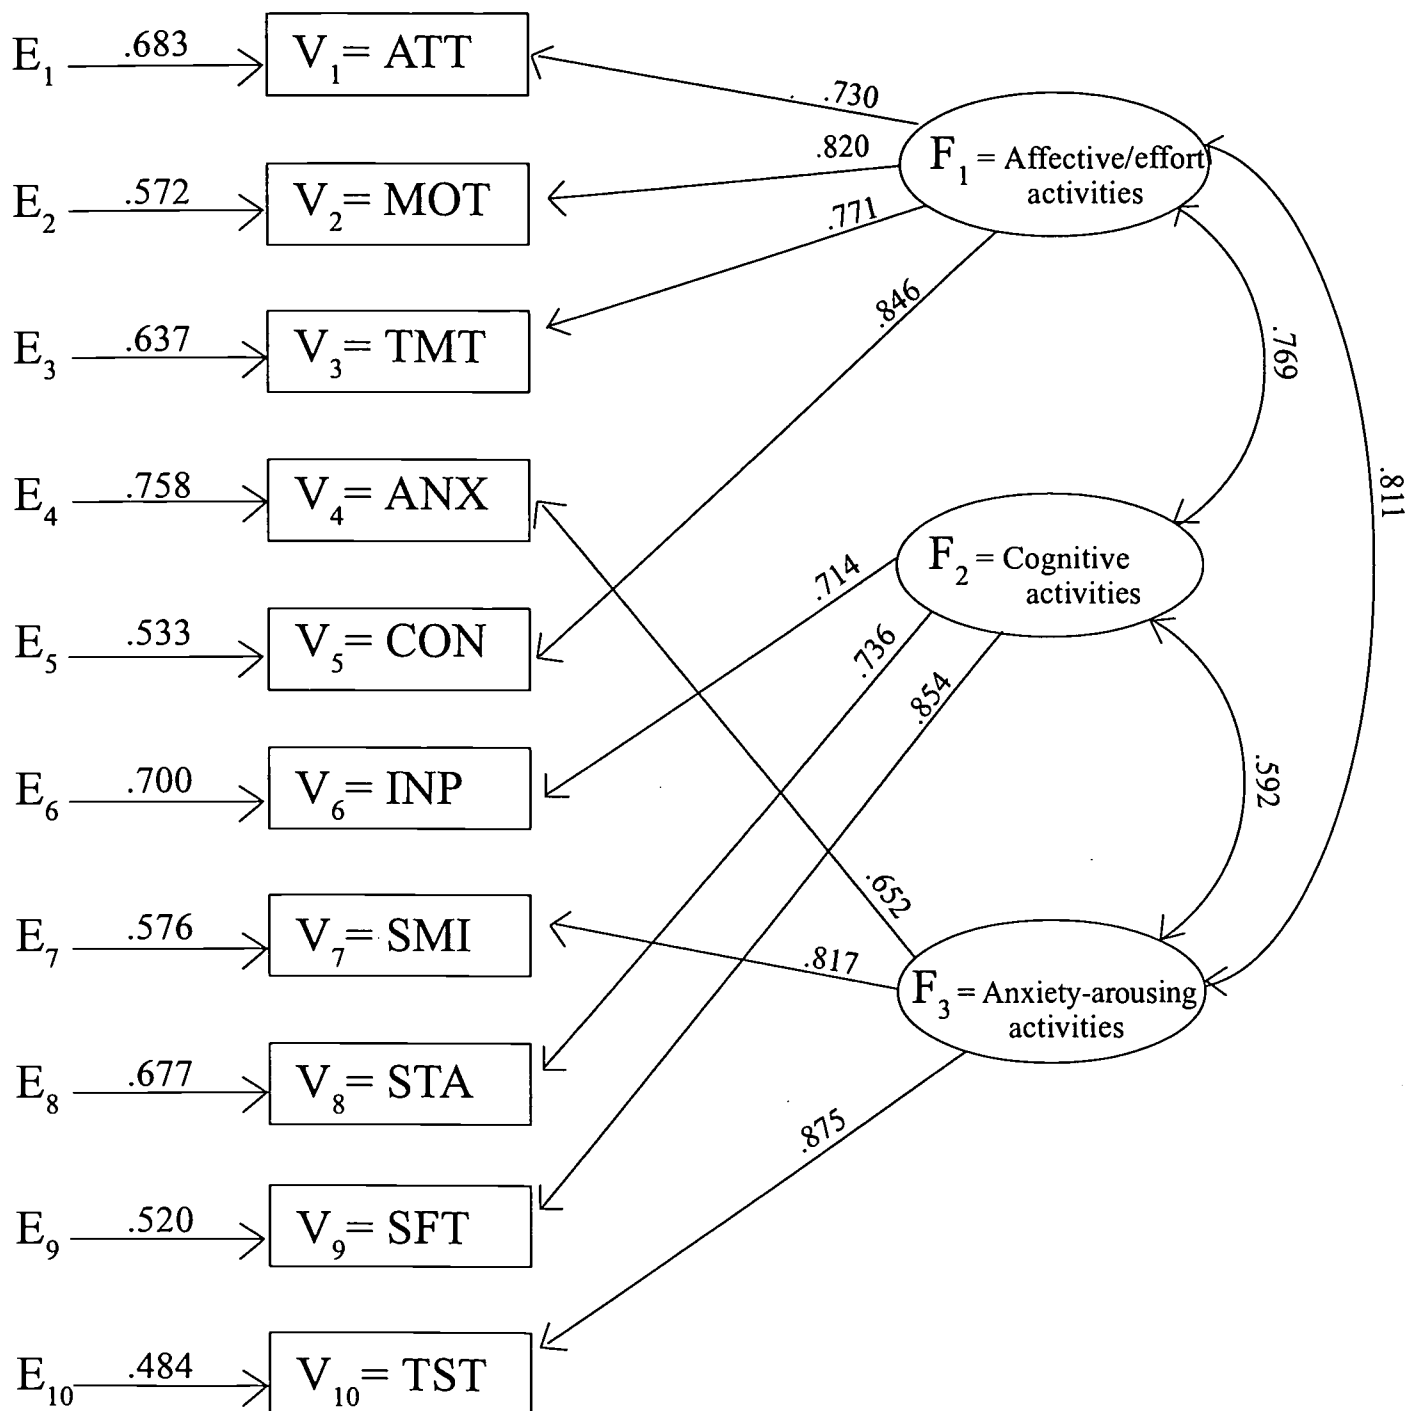 E1 .683 V1= ATT
.730
F1 = Affective/effort
activities
E2 .572 V2= MOT
.820
.771
E3 .637 V3= TMT
.846
.769
E4 .758 V4= ANX
.811
E5 .533 V5= CON
.714
F2 = Cognitive
activities
.736
.854
E6 .700 V6= INP
.592
E7 .576 V7= SMI
.652
.817
F3 = Anxiety-arousing
activities
E8 .677 V8= STA
.875
E9 .520 V9= SFT
E10 .484 V10= TST